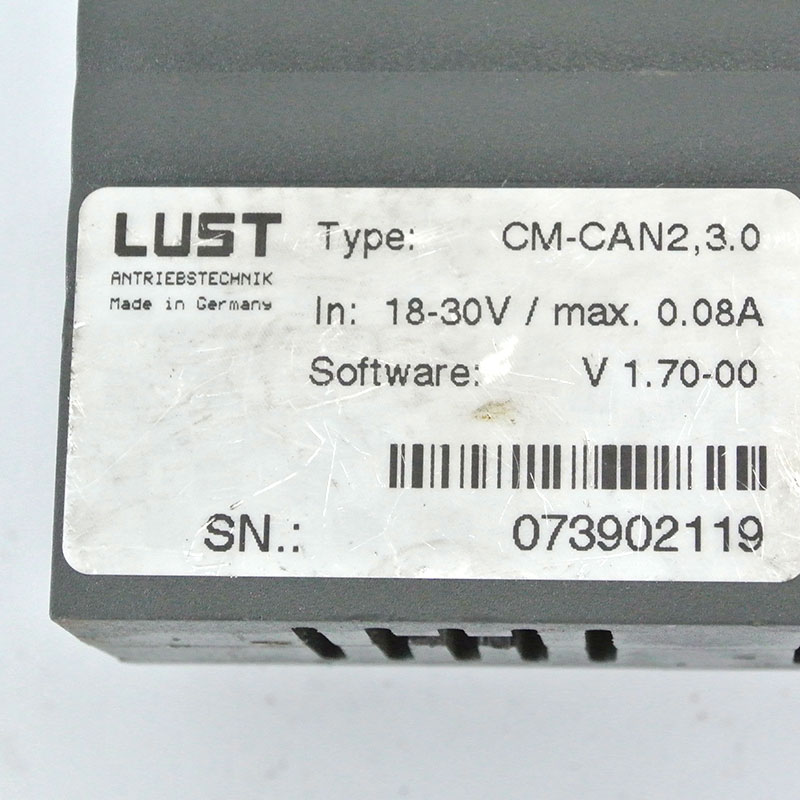 LUST
ANTRIEBSTECHNIK
Made in Germany
Type: CM-CAN2,3.0
In: 18-30V / max. 0.08A
Software: V 1.70-00
SN.: 073902119